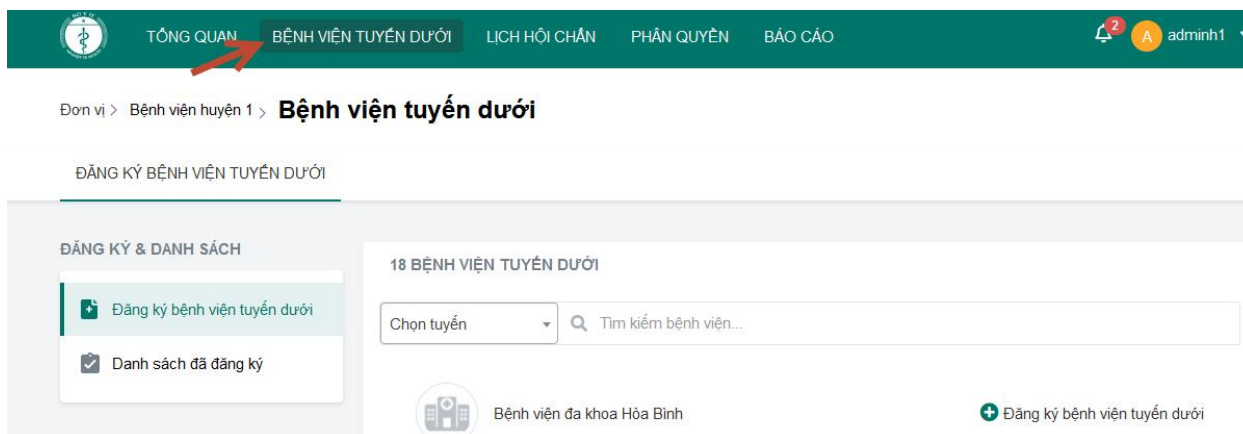 BỘ Y TẾ
TỔNG QUAN BỆNH VIỆN TUYẾN DƯỚI LỊCH HỘI CHẨN PHÂN QUYỀN BÁO CÁO 2 A adminh1
Đơn vị > Bệnh viện huyện 1 > Bệnh viện tuyến dưới
ĐĂNG KÝ BỆNH VIỆN TUYẾN DƯỚI
ĐĂNG KÝ & DANH SÁCH
Đăng ký bệnh viện tuyến dưới
Danh sách đã đăng ký
18 BỆNH VIỆN TUYẾN DƯỚI
Chọn tuyến Tìm kiếm bệnh viện...
Bệnh viện đa khoa Hòa Bình Đăng ký bệnh viện tuyến dưới